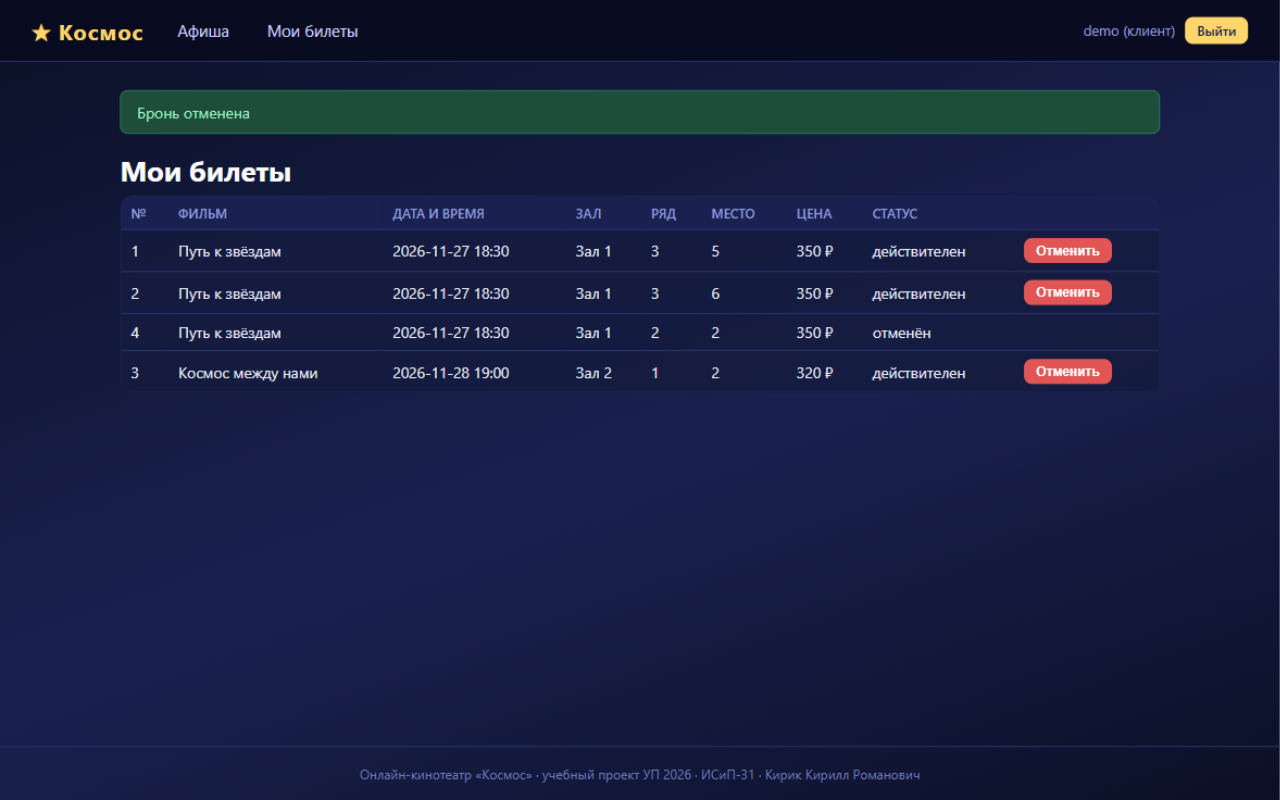 ★ Космос Афиша Мои билеты demo (клиент) Выйти
Бронь отменена
Мои билеты
№ ФИЛЬМ ДАТА И ВРЕМЯ ЗАЛ РЯД МЕСТО ЦЕНА СТАТУС
1 Путь к звёздам 2026-11-27 18:30 Зал 1 3 5 350 ₽ действителен Отменить
2 Путь к звёздам 2026-11-27 18:30 Зал 1 3 6 350 ₽ действителен Отменить
4 Путь к звёздам 2026-11-27 18:30 Зал 1 2 2 350 ₽ отменён
3 Космос между нами 2026-11-28 19:00 Зал 2 1 2 320 ₽ действителен Отменить
Онлайн-кинотеатр «Космос» · учебный проект УП 2026 · ИСиП-31 · Кирик Кирилл Романович